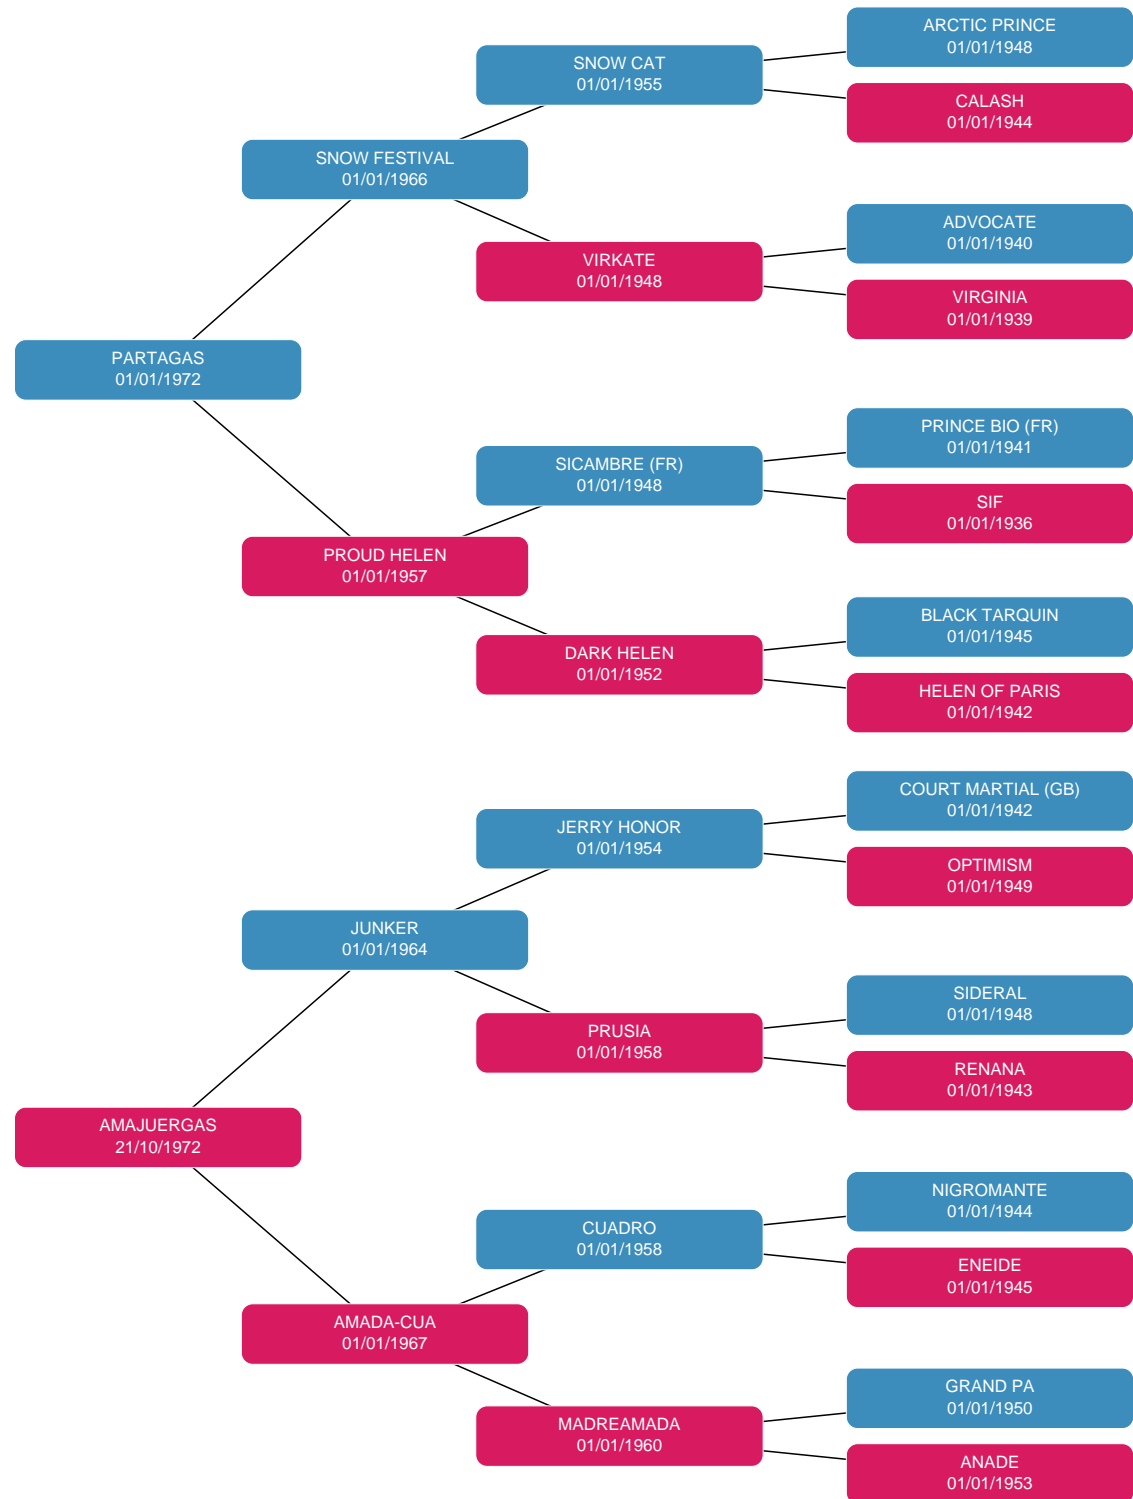 ARCTIC PRINCE
01/01/1948
SNOW CAT
01/01/1955
CALASH
01/01/1944
SNOW FESTIVAL
01/01/1966
ADVOCATE
01/01/1940
VIRKATE
01/01/1948
VIRGINIA
01/01/1939
PARTAGAS
01/01/1972
PRINCE BIO (FR)
01/01/1941
SICAMBRE (FR)
01/01/1948
SIF
01/01/1936
PROUD HELEN
01/01/1957
BLACK TARQUIN
01/01/1945
DARK HELEN
01/01/1952
HELEN OF PARIS
01/01/1942
COURT MARTIAL (GB)
01/01/1942
JERRY HONOR
01/01/1954
OPTIMISM
01/01/1949
JUNKER
01/01/1964
SIDERAL
01/01/1948
PRUSIA
01/01/1958
RENANA
01/01/1943
AMAJUERGAS
21/10/1972
NIGROMANTE
01/01/1944
CUADRO
01/01/1958
ENEIDE
01/01/1945
AMADA-CUA
01/01/1967
GRAND PA
01/01/1950
MADREAMADA
01/01/1960
ANADE
01/01/1953